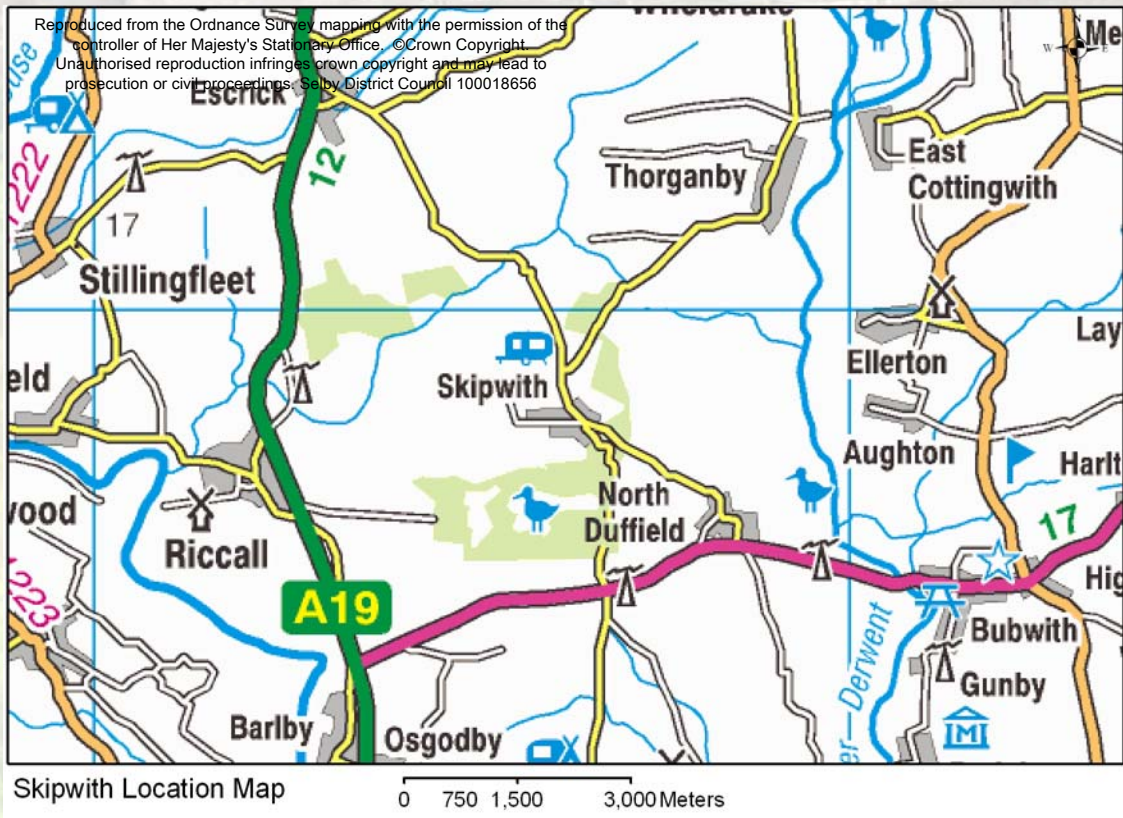 Reproduced from the Ordnance Survey mapping with the permission of the
controller of Her Majesty's Stationary Office. ©Crown Copyright.
Unauthorised reproduction infringes crown copyright and may lead to
prosecution or civil proceedings. Selby District Council 100018656
N
W
E
Me
Escrick
12
East
Cottingwith
Thorganby
17
Stillingfleet
Lay
Ellerton
eld
Skipwith
Aughton
Harlt
North
Duffield
wood
17
Riccall
A19
Hig
Bubwith
Derwent
Gunby
Barlby
Osgodby
Skipwith Location Map
0 750 1,500 3,000 Meters